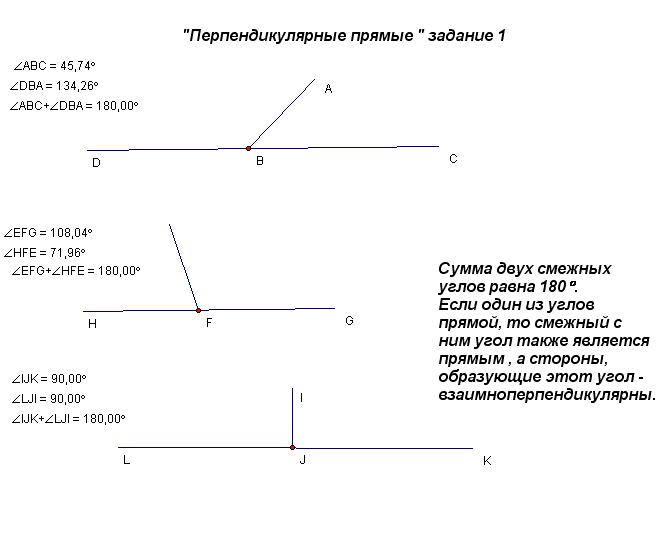 "Перпендикулярные прямые " задание 1
∠ABC = 45,74°
∠DBA = 134,26°
∠ABC+∠DBA = 180,00°
A
D
B
C
∠EFG = 108,04°
∠HFE = 71,96°
∠EFG+∠HFE = 180,00°
H
F
G
Сумма двух смежных
углов равна 180°.
Если один из углов
прямой, то смежный с
ним угол также является
прямым , а стороны,
образующие этот угол -
взаимноперпендикулярны.
∠IJK = 90,00°
∠LJI = 90,00°
∠IJK+∠LJI = 180,00°
I
L
J
K